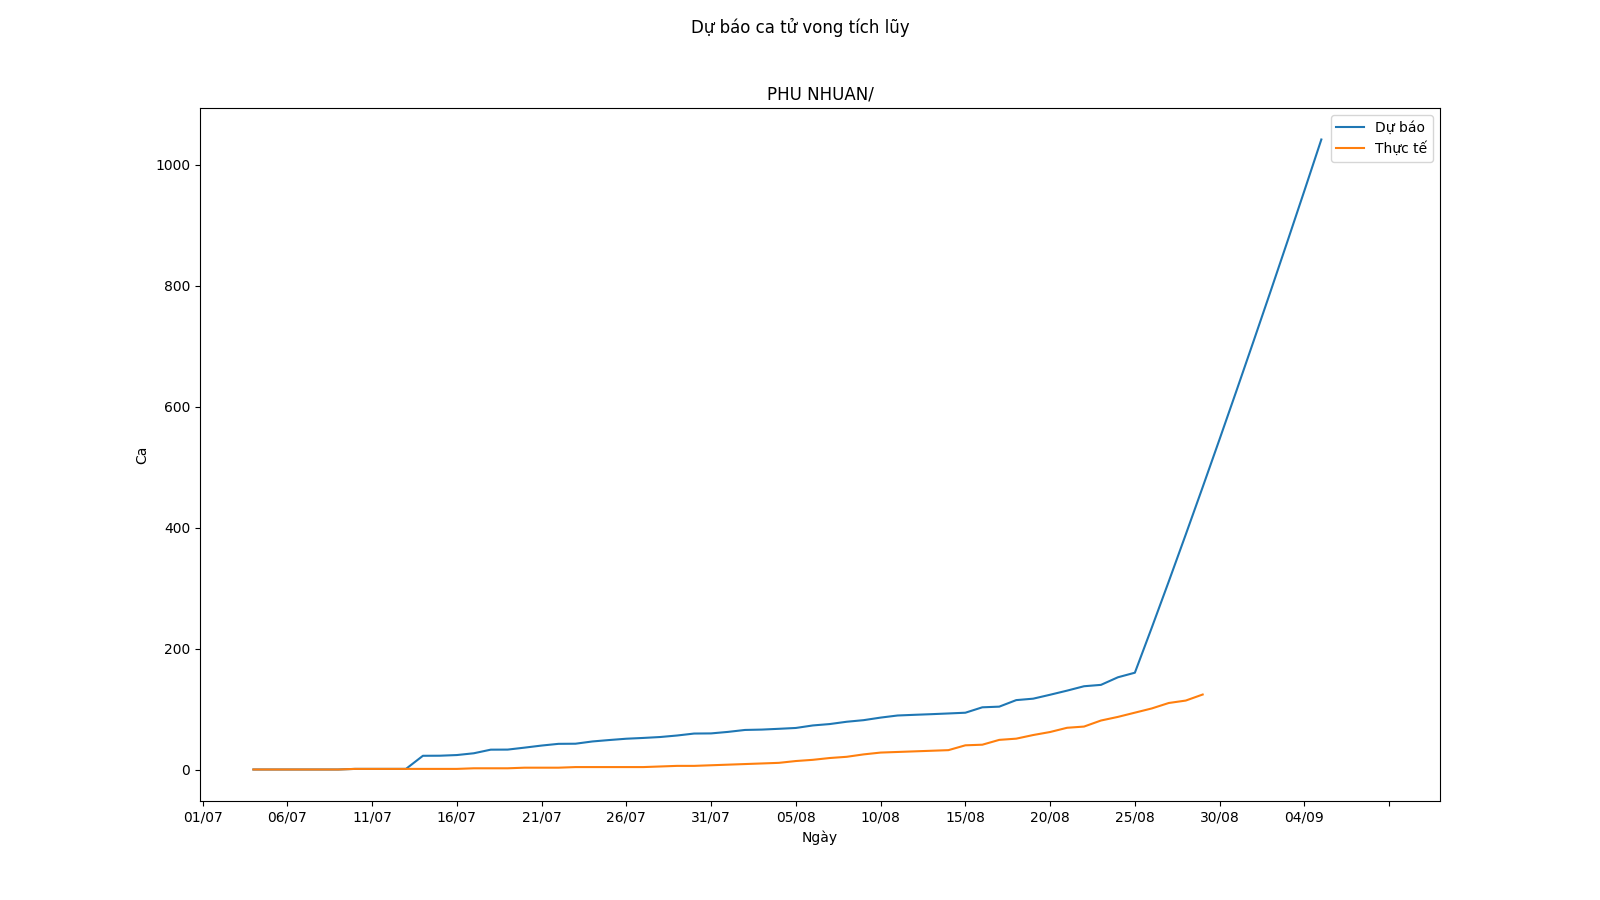 Dự báo ca tử vong tích lũy
PHU NHUAN/
Dự báo
Thực tế
1000
800
600
400
200
0
Ca
01/07 06/07 11/07 16/07 21/07 26/07 31/07 05/08 10/08 15/08 20/08 25/08 30/08 04/09
Ngày